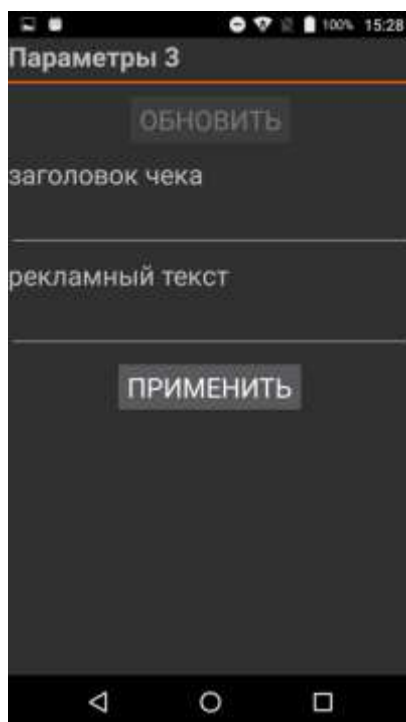 100% 15:28
Параметры 3
ОБНОВИТЬ
заголовок чека
рекламный текст
ПРИМЕНИТЬ